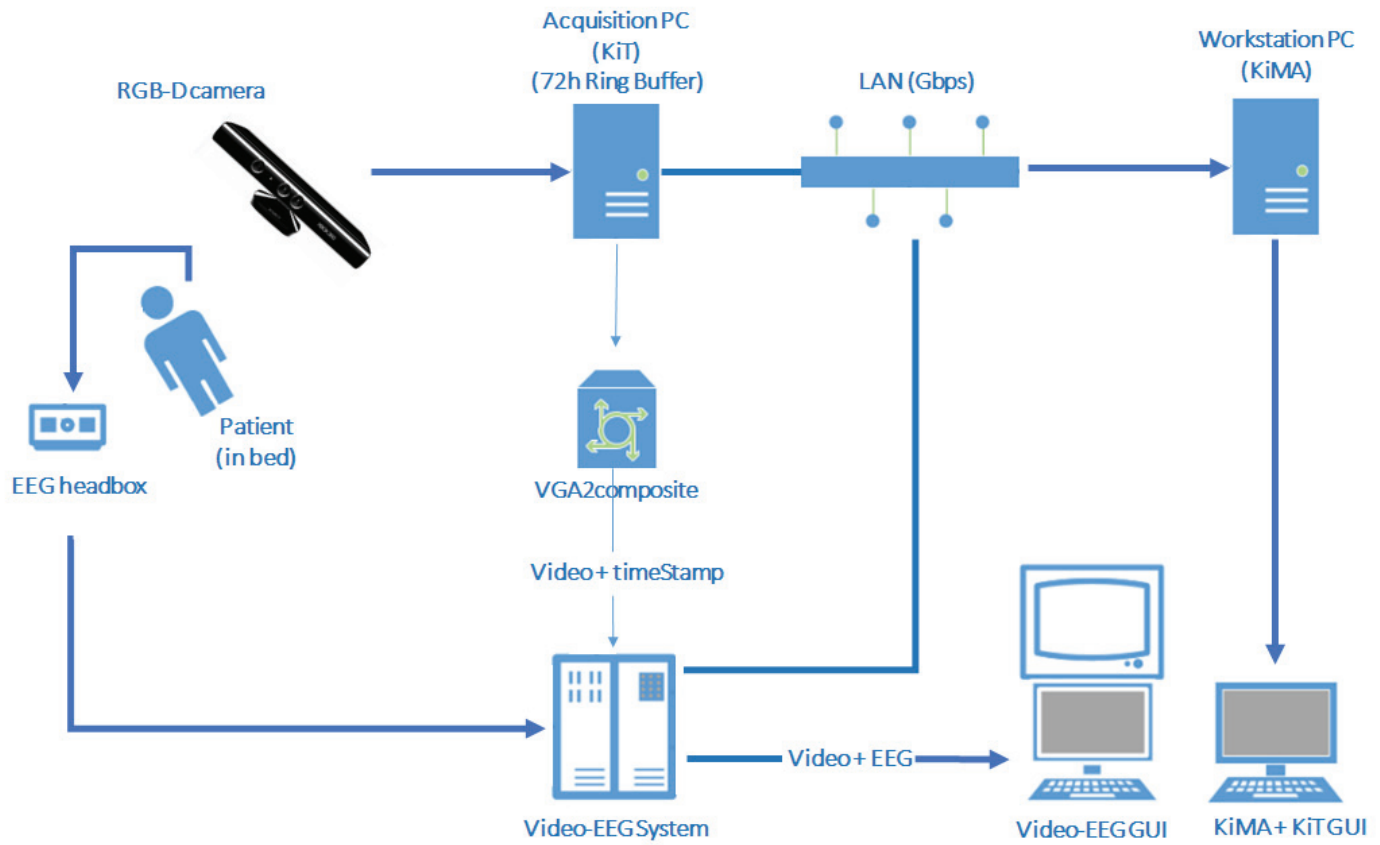 Acquisition PC
(KiT)
(72h Ring Buffer)
Workstation PC
(KiMA)
RGB-D camera
LAN (Gbps)
Patient
(in bed)
EEG headbox
VGA2composite
Video + timeStamp
Video + EEG
Video-EEG System
Video-EEG GUI
KiMA + KiT GUI